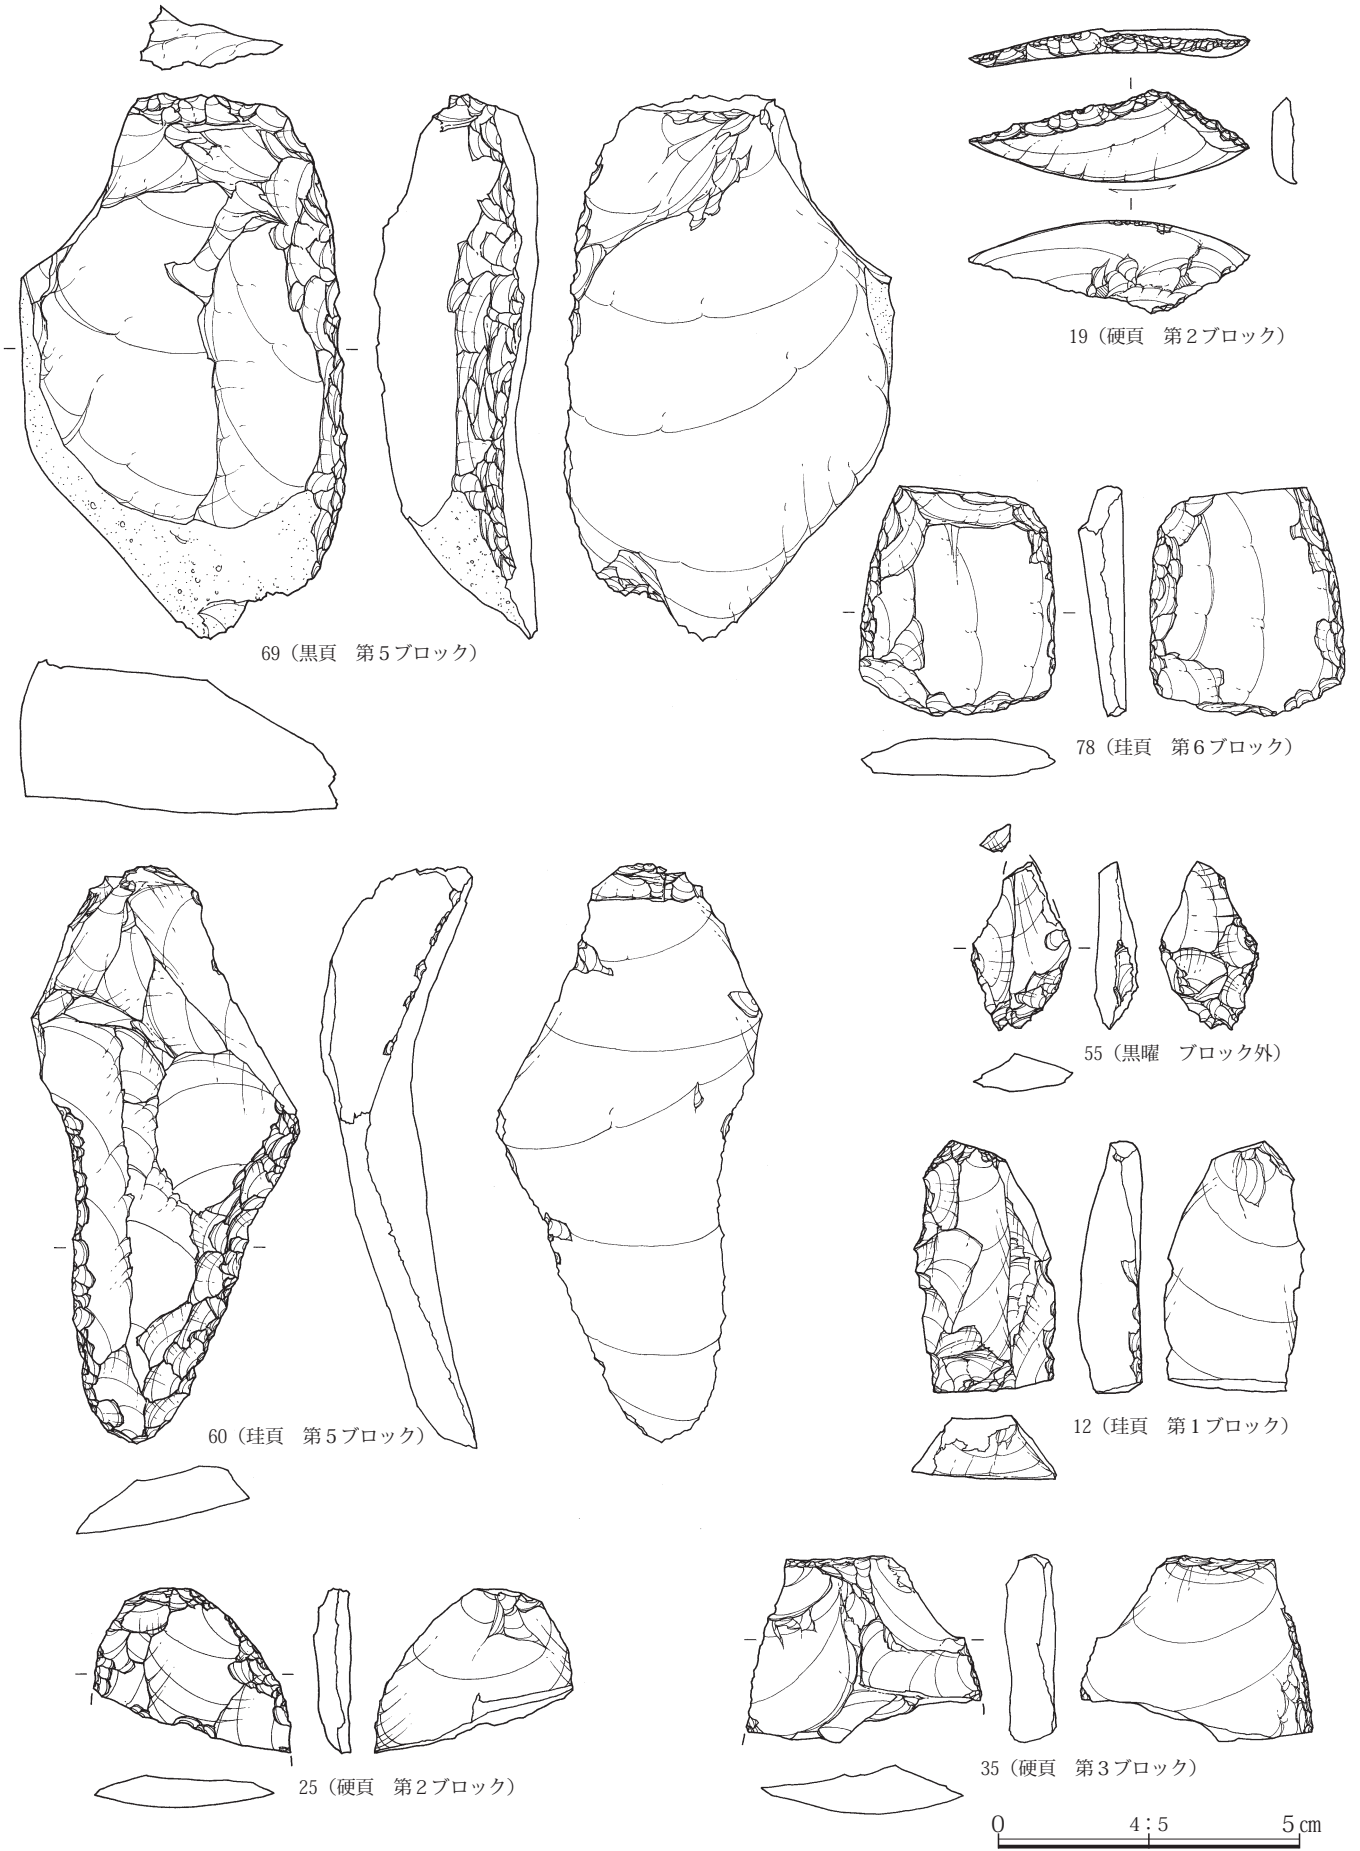 19（硬頁　第２ブロック）
69（黒頁　第５ブロック）
78（珪頁　第６ブロック）
55（黒曜　ブロック外）
60（珪頁　第５ブロック）
12（珪頁　第１ブロック）
25（硬頁　第２ブロック）
35（硬頁　第３ブロック）
0 4：5 5cm